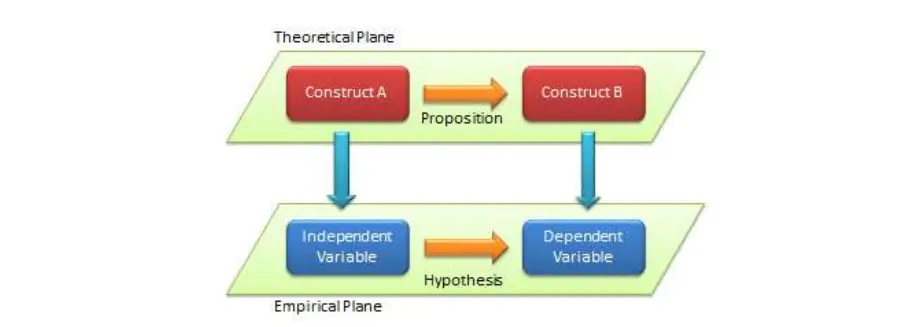 Theoretical Plane
Construct A
Construct B
Proposition
Independent
Variable
Dependent
Variable
Hypothesis
Empirical Plane